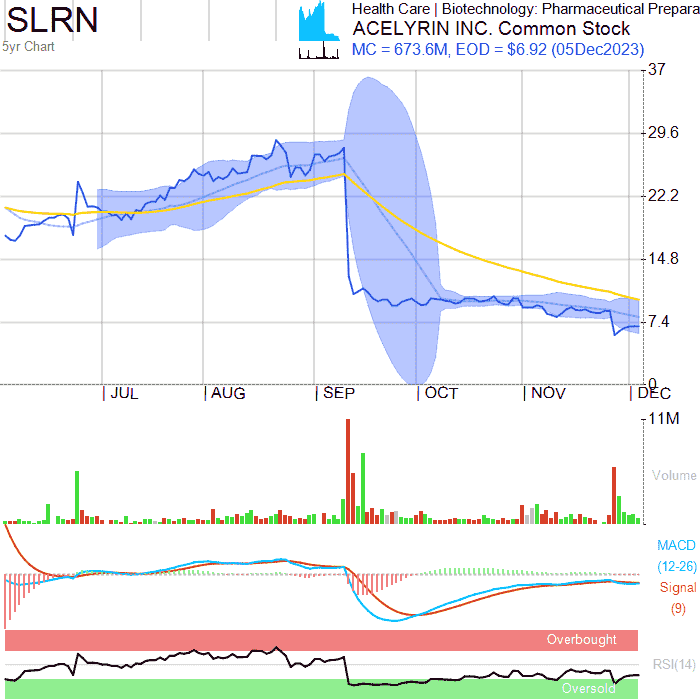 SLRN
5yr Chart
Health Care | Biotechnology: Pharmaceutical Prepara
ACELYRIN INC. Common Stock
MC = 673.6M, EOD = $6.92 (05Dec2023)
37
29.6
22.2
14.8
7.4
0
JUL AUG SEP OCT NOV DEC
11M
Volume
MACD
(12-26)
Signal
(9)
Overbought
RSI(14)
Oversold